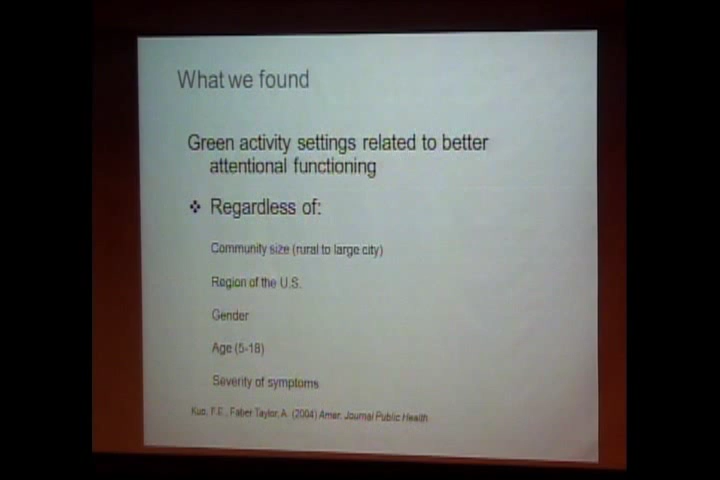 What we found
Green activity settings related to better
attentional functioning
❖ Regardless of:
Community size (rural to large city)
Region of the U.S.
Gender
Age (5-18)
Severity of symptoms
Kuo, F.E., Faber Taylor, A. (2004) Amer. Journal Public Health